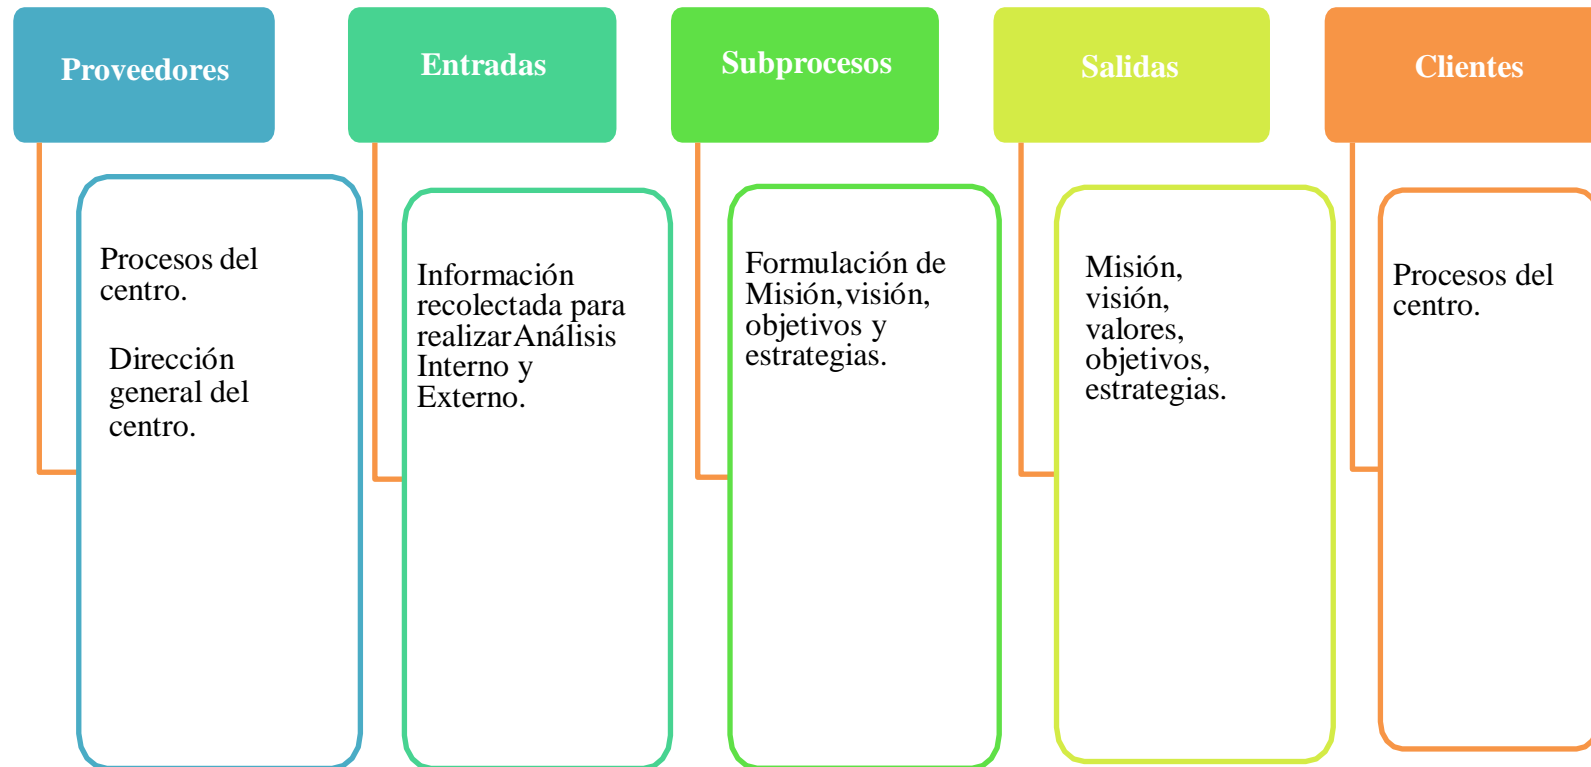 Proveedores
Entradas
Subprocesos
Salidas
Clientes
Procesos del
centro.
Dirección
general del
centro.
Información
recolectada para
realizar Análisis
Interno y
Externo.
Formulación de
Misión, visión,
objetivos y
estrategias.
Misión,
visión,
valores,
objetivos,
estrategias.
Procesos del
centro.